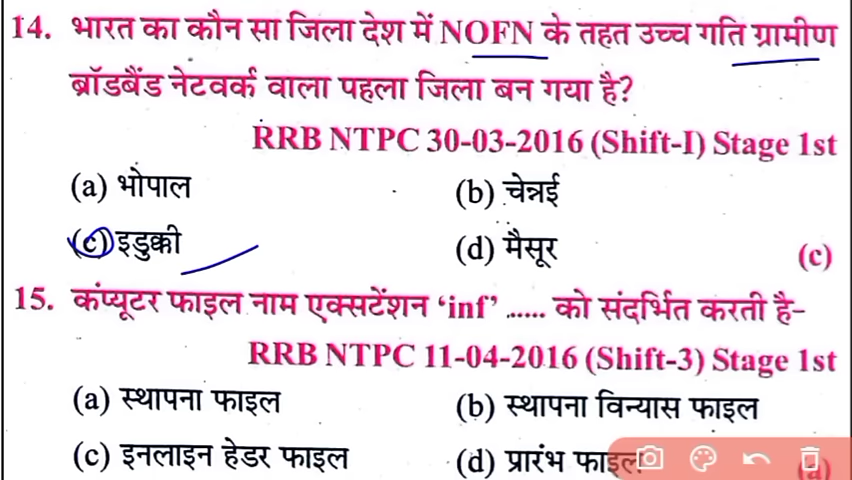 14. भारत का कौन सा जिला देश में NOFN के तहत उच्च गति ग्रामीण
ब्रॉडबैंड नेटवर्क वाला पहला जिला बन गया है?
RRB NTPC 30-03-2016 (Shift-I) Stage 1st
(a) भोपाल (b) चेन्नई
(c) इडुक्की (d) मैसूर (c)
15. कंप्यूटर फाइल नाम एक्सटेंशन ‘inf’ ...... को संदर्भित करती है-
RRB NTPC 11-04-2016 (Shift-3) Stage 1st
(a) स्थापना फाइल (b) स्थापना विन्यास फाइल
(c) इनलाइन हेडर फाइल (d) प्रारंभ फाइल (a)